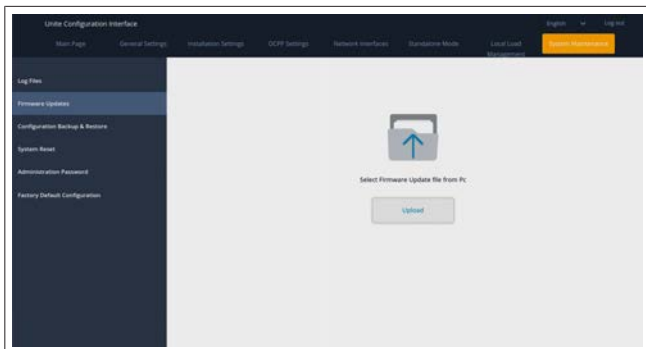 Unite Configuration Interface
English
Log out
Main Page
General Settings
Installation Settings
OCPP Settings
Network Interfaces
Standalone Mode
Local Load
Management
System Maintenance
Log Files
Firmware Updates
Configuration Backup & Restore
System Reset
Administration Password
Factory Default Configuration
Select Firmware Update file from Pc
Upload